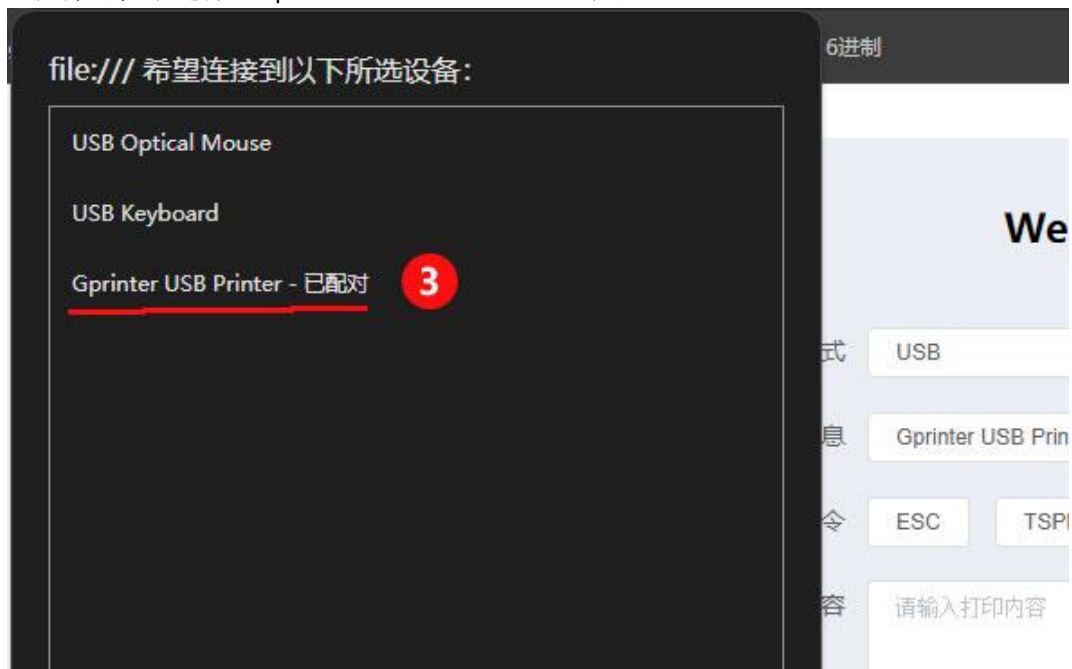 6进制
file:/// 希望连接到以下所选设备：
USB Optical Mouse
USB Keyboard
Gprinter USB Printer - 已配对
3
We
式
USB
息
Gprinter USB Prin
令
ESC
TSP
容
请输入打印内容